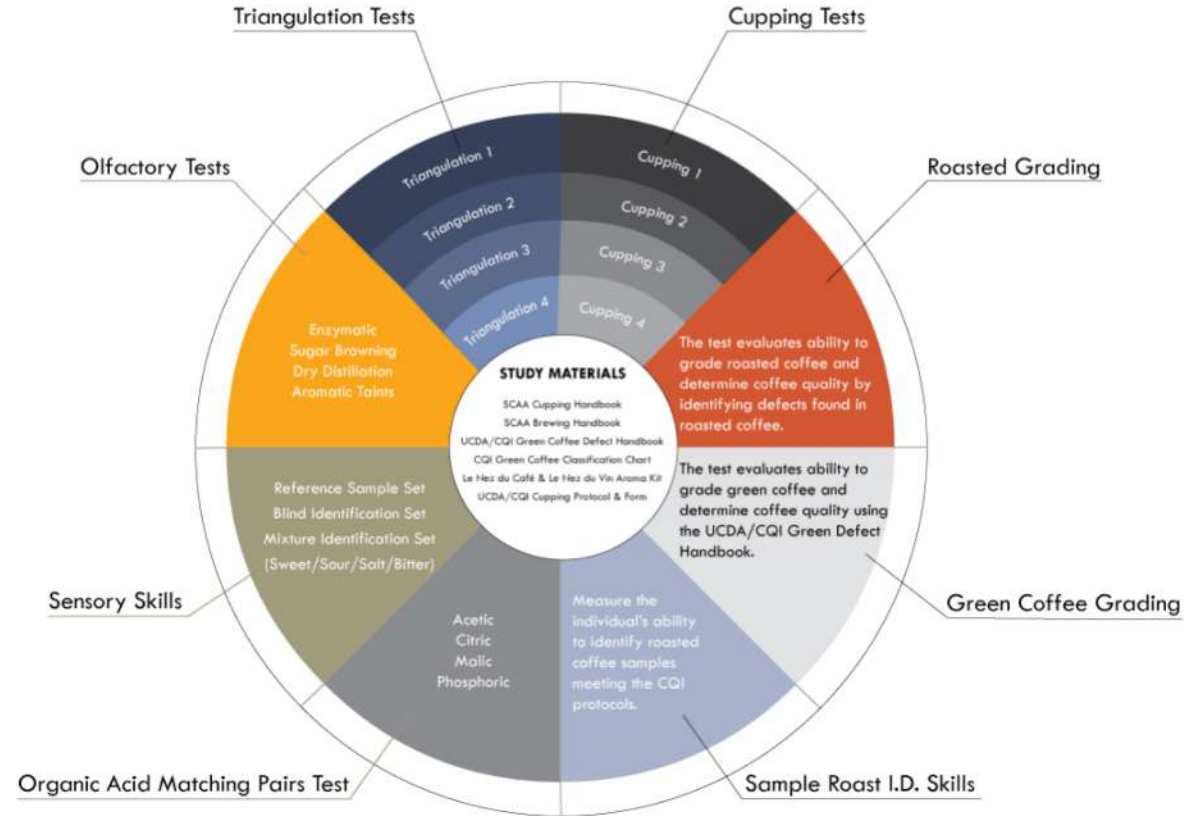 Triangulation Tests
Cupping Tests
Olfactory Tests
Roasted Grading
Triangulation 1
Triangulation 2
Triangulation 3
Triangulation 4
Cupping 1
Cupping 2
Cupping 3
Cupping 4
Enzymatic
Sugar Browning
Dry Distillation
Aromatic Taints
The test evaluates ability to
grade roasted coffee and
determine coffee quality by
identifying defects found in
roasted coffee.
STUDY MATERIALS
SCAA Cupping Handbook
SCAA Brewing Handbook
UCDA/CQI Green Coffee Defect Handbook
CQI Green Coffee Classification Chart
Le Nez du Café & Le Nez du Vin Aroma Kit
UCDA/CQI Cupping Protocol & Form
The test evaluates ability to
grade green coffee and
determine coffee quality using
the UCDA/CQI Green Defect
Handbook.
Reference Sample Set
Blind Identification Set
Mixture Identification Set
(Sweet/Sour/Salt/Bitter)
Sensory Skills
Green Coffee Grading
Acetic
Citric
Malic
Phosphoric
Measure the
individual's ability
to identify roasted
coffee samples
meeting the CQI
protocols.
Organic Acid Matching Pairs Test
Sample Roast I.D. Skills